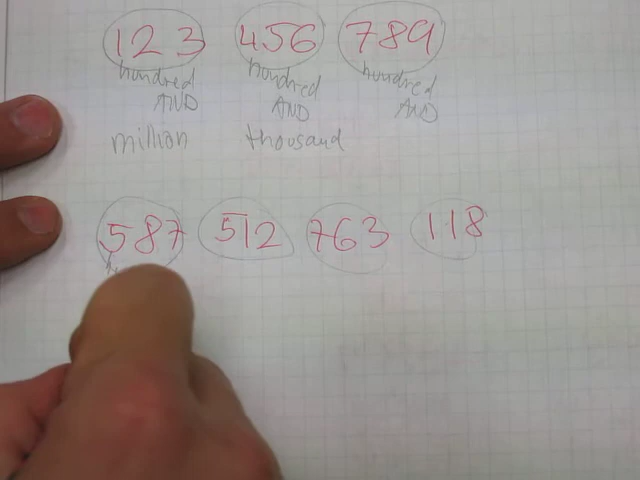 123 456 789
hundred hundred hundred
AND AND AND
million thousand
587 512 763 118